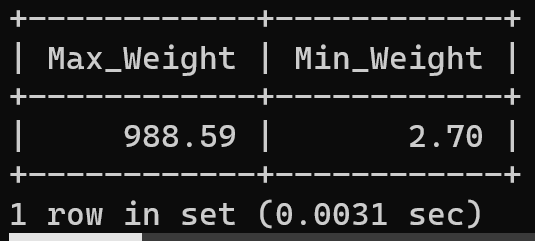 +------------+------------+
| Max_Weight | Min_Weight |
+------------+------------+
|     988.59 |       2.70 |
+------------+------------+
1 row in set (0.0031 sec)